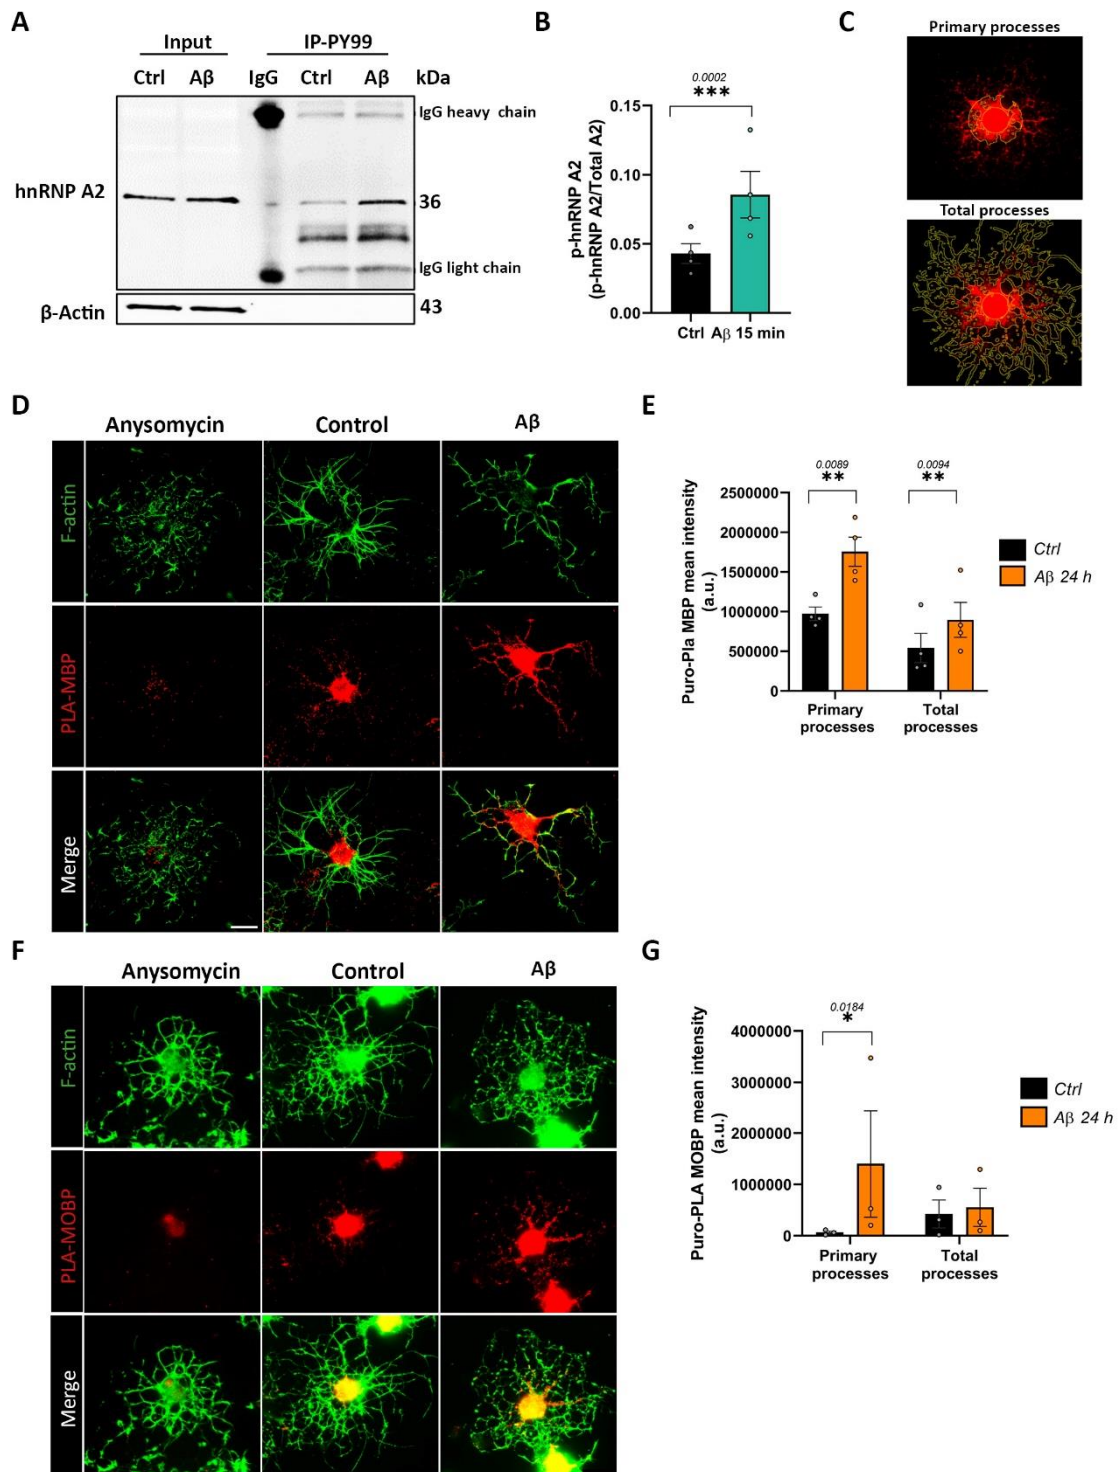 A
Input IP-PY99
Ctrl Aβ IgG Ctrl Aβ kDa
IgG heavy chain
hnRNP A2
36
IgG light chain
β-Actin
43
B
0.0002
***
p-hnRNP A2
(p-hnRNP A2/Total A2)
0.15
0.10
0.05
0.00
Ctrl Aβ 15 min
C
Primary processes
Total processes
D
Anysomycin Control Aβ
F-actin
PLA-MBP
Merge
E
0.0089 0.0094
** **
Puro-Pla MBP mean intensity
(a.u.)
2500000
2000000
1500000
1000000
500000
0
Primary
processes
Total
processes
Ctrl
Aβ 24 h
F
Anysomycin Control Aβ
F-actin
PLA-MOBP
Merge
G
0.0184
*
Puro-PLA MOBP mean intensity
(a.u.)
4000000
3000000
2000000
1000000
0
Primary
processes
Total
processes
Ctrl
Aβ 24 h